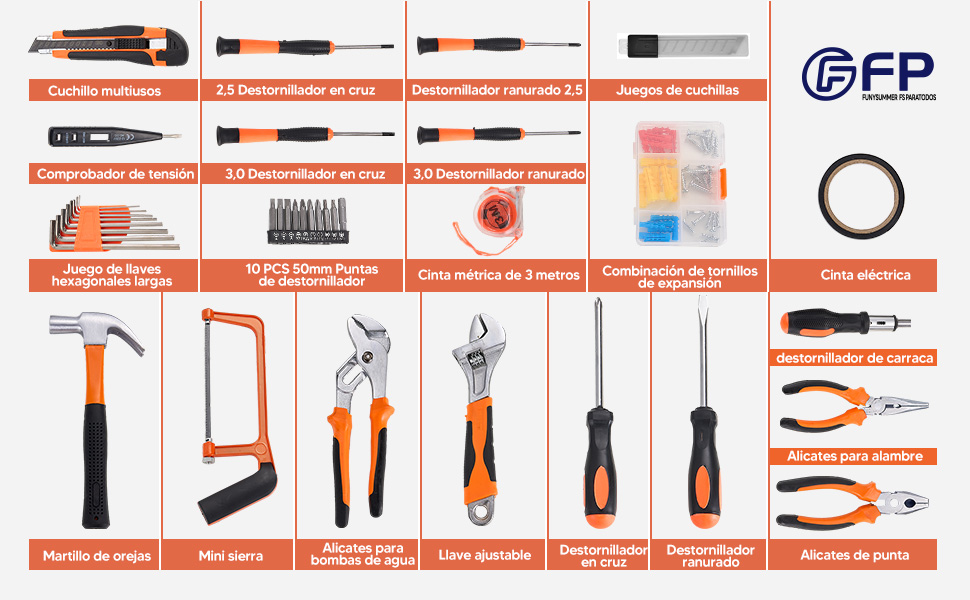 Cuchillo multiusos
2,5 Destornillador en cruz
Destornillador ranurado 2,5
Juegos de cuchillas
FP
FUNYSUMMER FS PARATODOS
Comprobador de tensión
3,0 Destornillador en cruz
3,0 Destornillador ranurado
3M
Juego de llaves
hexagonales largas
10 PCS 50mm Puntas
de destornillador
Cinta métrica de 3 metros
Combinación de tornillos
de expansión
Cinta eléctrica
destornillador de carraca
Alicates para alambre
Martillo de orejas
Mini sierra
Alicates para
bombas de agua
Llave ajustable
Destornillador
en cruz
Destornillador
ranurado
Alicates de punta